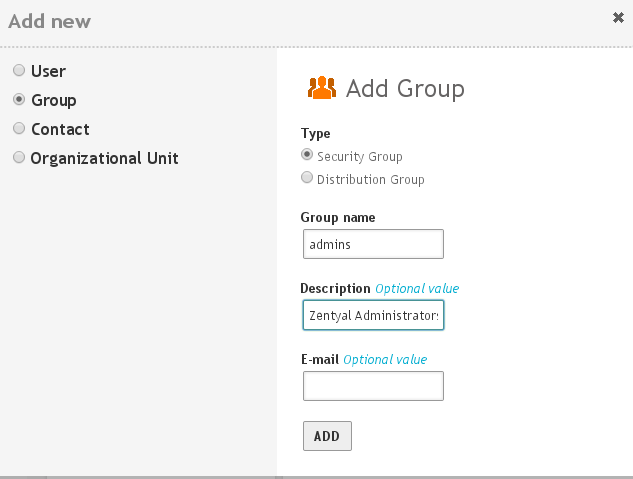 Add new
User
Group
Contact
Organizational Unit
Add Group
Type
Security Group
Distribution Group
Group name
admins
Description Optional value
Zentyal Administrators
E-mail Optional value
ADD